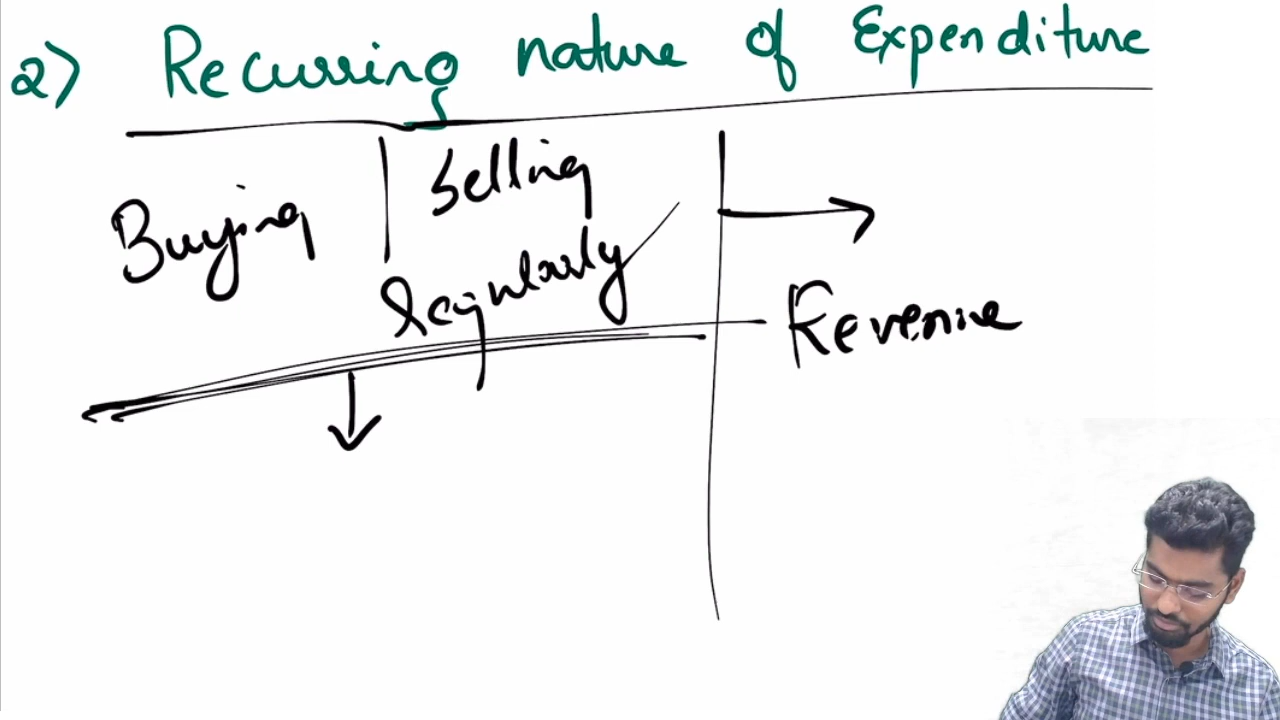 2) Recurring nature of Expenditure
Buying
Selling
Regularly
Revenue